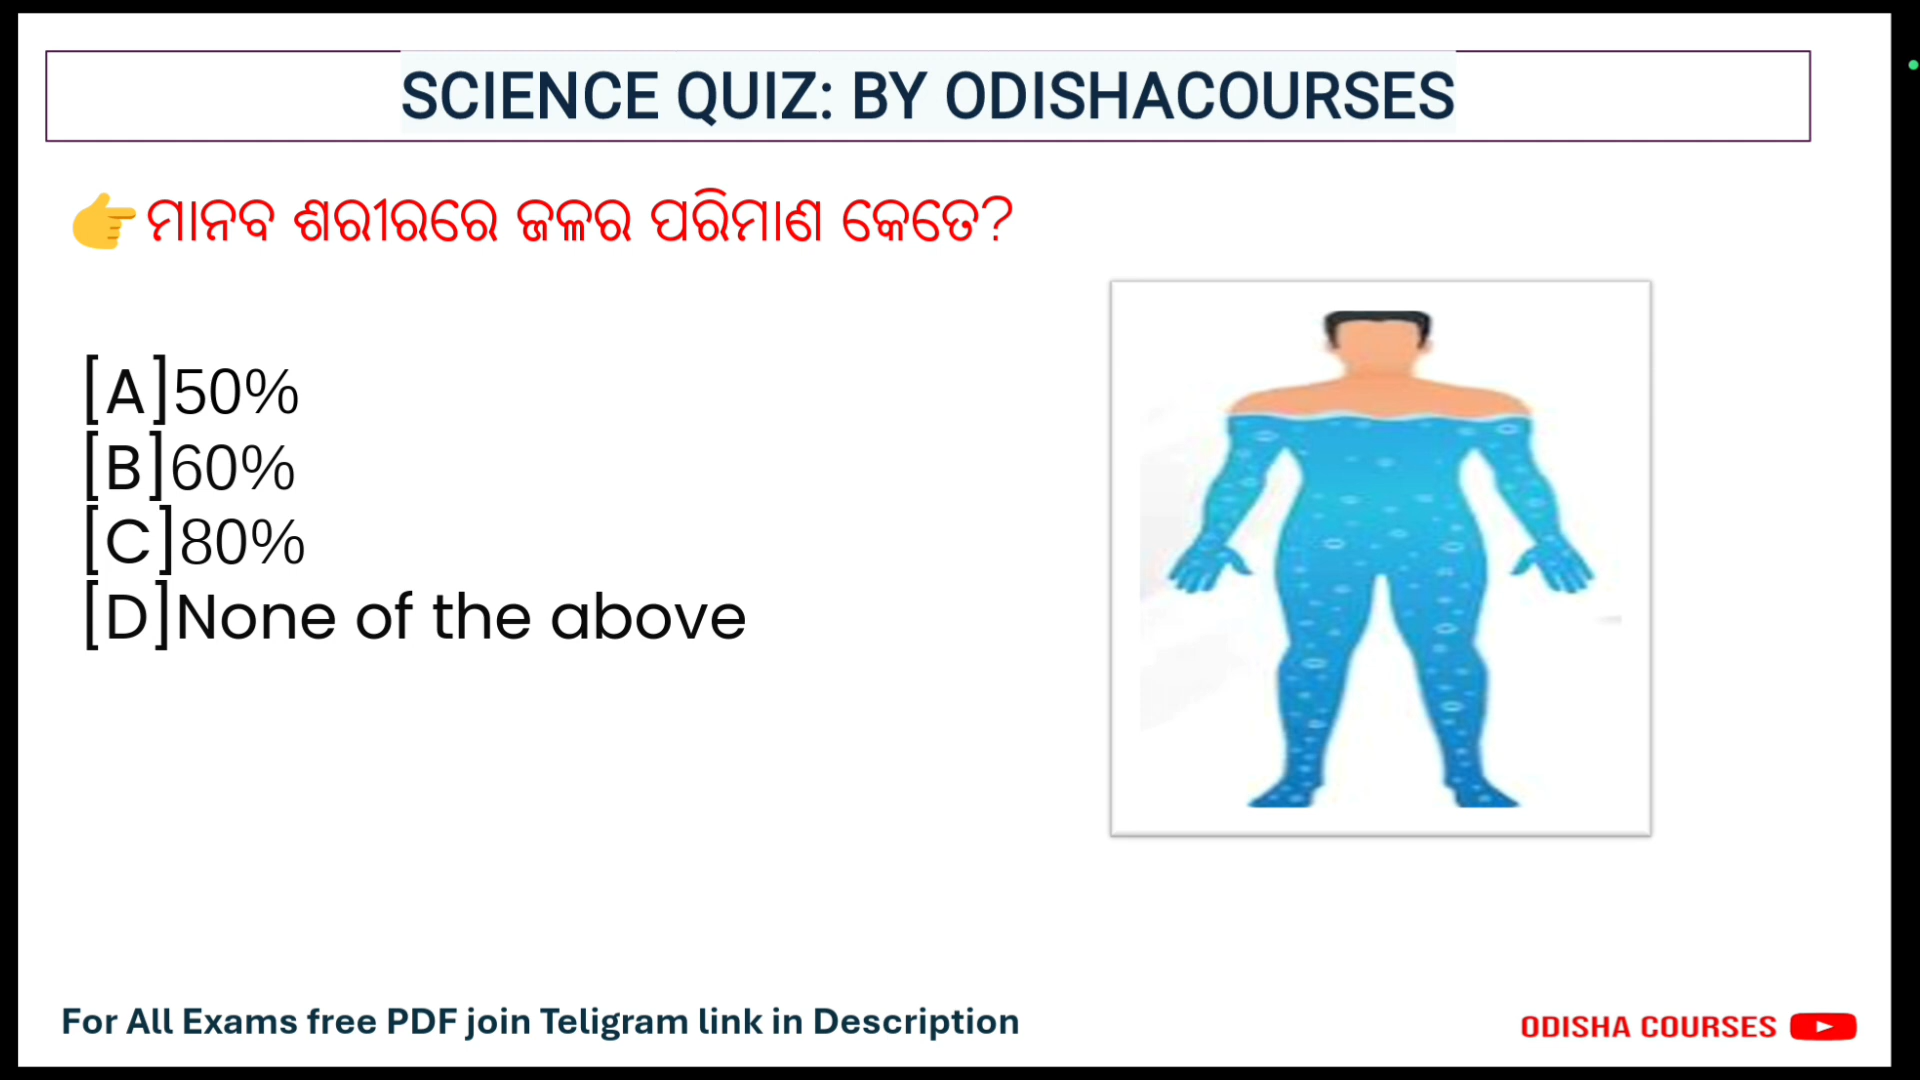 SCIENCE QUIZ: BY ODISHACOURSES
👉ମାନବ ଶରୀରରେ ଜଳର ପରିମାଣ କେତେ?
[A]50%
[B]60%
[C]80%
[D]None of the above
For All Exams free PDF join Teligram link in Description
ODISHA COURSES